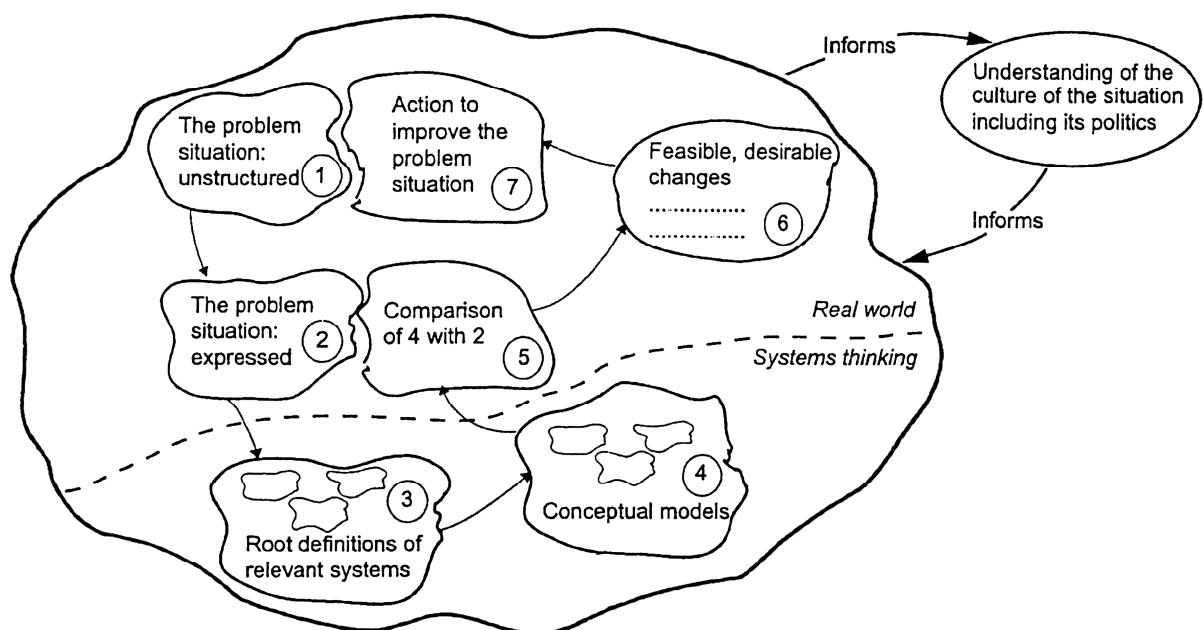 Informs
Understanding of the
culture of the situation
including its politics
Informs
The problem
situation:
unstructured
1
Action to
improve the
problem
situation
7
Feasible, desirable
changes
6
The problem
situation:
expressed
2
Comparison
of 4 with 2
5
Real world
Systems thinking
3
Root definitions of
relevant systems
4
Conceptual models